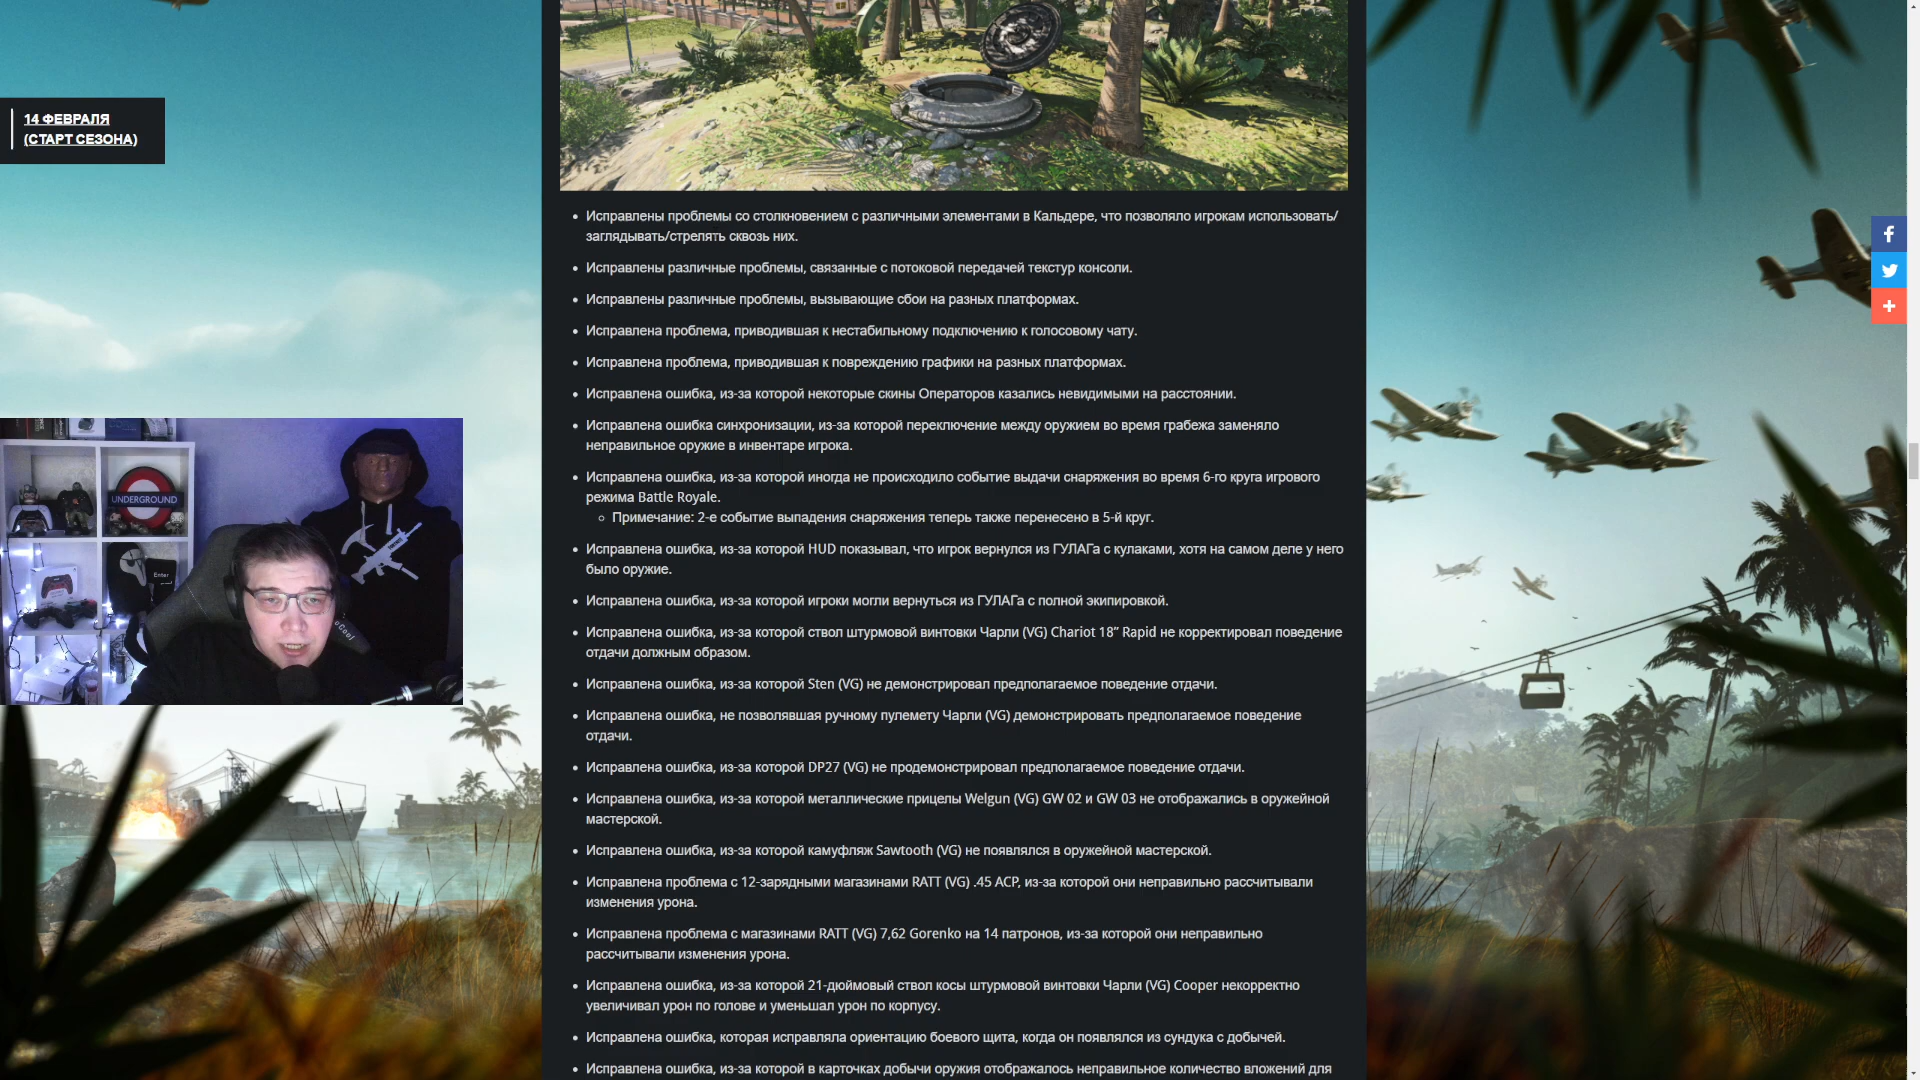 14 ФЕВРАЛЯ
(СТАРТ СЕЗОНА)
Исправлены проблемы со столкновением с различными элементами в Кальдере, что позволяло игрокам использовать/
заглядывать/стрелять сквозь них.
Исправлены различные проблемы, связанные с потоковой передачей текстур консоли.
Исправлены различные проблемы, вызывающие сбои на разных платформах.
Исправлена проблема, приводившая к нестабильному подключению к голосовому чату.
Исправлена проблема, приводившая к повреждению графики на разных платформах.
Исправлена ошибка, из-за которой некоторые скины Операторов казались невидимыми на расстоянии.
Исправлена ошибка синхронизации, из-за которой переключение между оружием во время грабежа заменяло
неправильное оружие в инвентаре игрока.
Исправлена ошибка, из-за которой иногда не происходило событие выдачи снаряжения во время 6-го круга игрового
режима Battle Royale.
Примечание: 2-е событие выпадения снаряжения теперь также перенесено в 5-й круг.
Исправлена ошибка, из-за которой HUD показывал, что игрок вернулся из ГУЛАГа с кулаками, хотя на самом деле у него
было оружие.
Исправлена ошибка, из-за которой игроки могли вернуться из ГУЛАГа с полной экипировкой.
Исправлена ошибка, из-за которой ствол штурмовой винтовки Чарли (VG) Chariot 18” Rapid не корректировал поведение
отдачи должным образом.
Исправлена ошибка, из-за которой Sten (VG) не демонстрировал предполагаемое поведение отдачи.
Исправлена ошибка, не позволявшая ручному пулемету Чарли (VG) демонстрировать предполагаемое поведение
отдачи.
Исправлена ошибка, из-за которой DP27 (VG) не продемонстрировал предполагаемое поведение отдачи.
Исправлена ошибка, из-за которой металлические прицелы Welgun (VG) GW 02 и GW 03 не отображались в оружейной
мастерской.
Исправлена ошибка, из-за которой камуфляж Sawtooth (VG) не появлялся в оружейной мастерской.
Исправлена проблема с 12-зарядными магазинами RATT (VG) .45 ACP, из-за которой они неправильно рассчитывали
изменения урона.
Исправлена проблема с магазинами RATT (VG) 7,62 Gorenko на 14 патронов, из-за которой они неправильно
рассчитывали изменения урона.
Исправлена ошибка, из-за которой 21-дюймовый ствол косы штурмовой винтовки Чарли (VG) Cooper некорректно
увеличивал урон по голове и уменьшал урон по корпусу.
Исправлена ошибка, которая исправляла ориентацию боевого щита, когда он появлялся из сундука с добычей.
Исправлена ошибка, из-за которой в карточках добычи оружия отображалось неправильное количество вложений для
UNDERGROUND
Enter